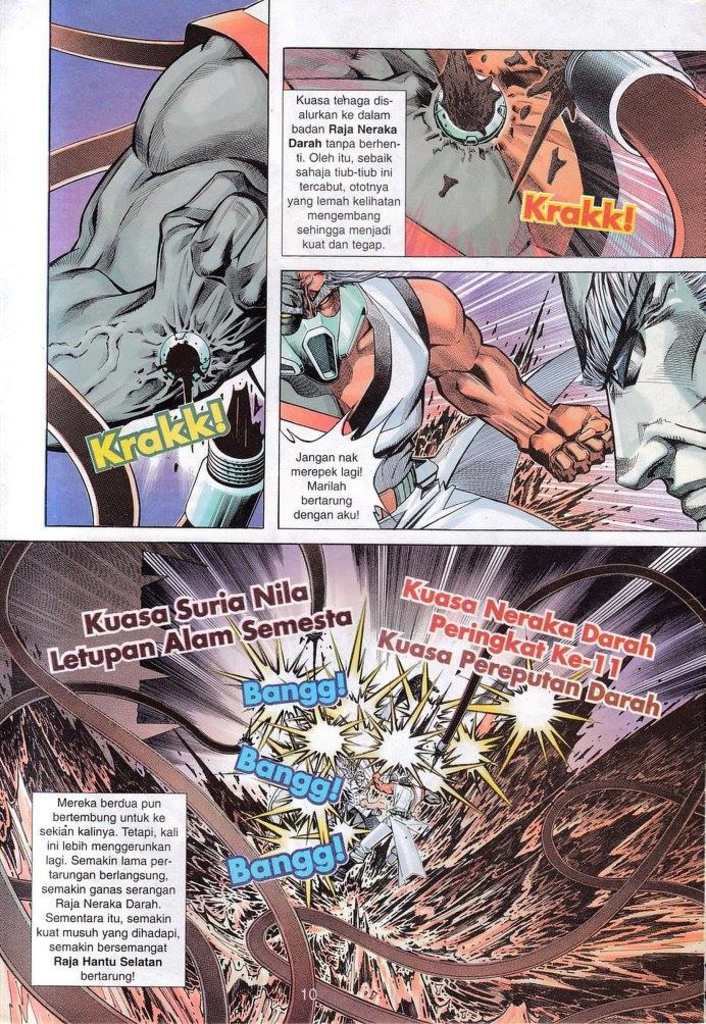 Krakk!
Kuasa tenaga dis-
alurkan ke dalam
badan Raja Neraka
Darah tanpa berhen-
ti. Oleh itu, sebaik
sahaja tiub-tiub ini
tercabut, ototnya
yang lemah kelihatan
mengembang
sehingga menjadi
kuat dan tegap.
Krakk!
Jangan nak
merepek lagi!
Marilah
bertarung
dengan aku!
Kuasa Suria Nila
Letupan Alam Semesta
Kuasa Neraka Darah
Peringkat Ke-11
Kuasa Pereputan Darah
Bangg!
Bangg!
Bangg!
Mereka berdua pun
bertembung untuk ke
sekian kalinya. Tetapi, kali
ini lebih menggerunkan
lagi. Semakin lama per-
tarungan berlangsung,
semakin ganas serangan
Raja Neraka Darah.
Sementara itu, semakin
kuat musuh yang dihadapi,
semakin bersemangat
Raja Hantu Selatan
bertarung!
10